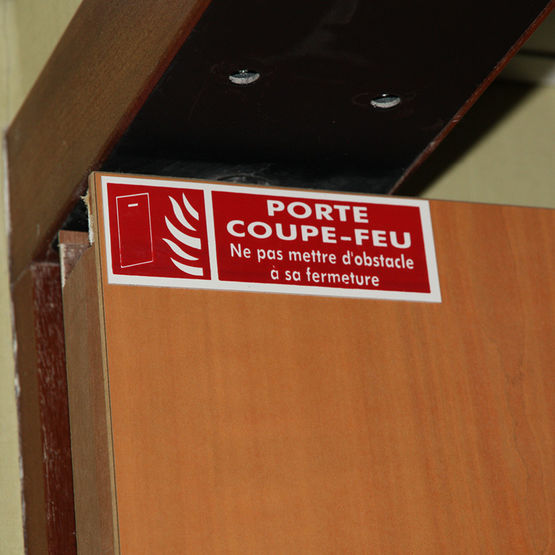 PORTE
COUPE-FEU
Ne pas mettre d'obstacle
à sa fermeture